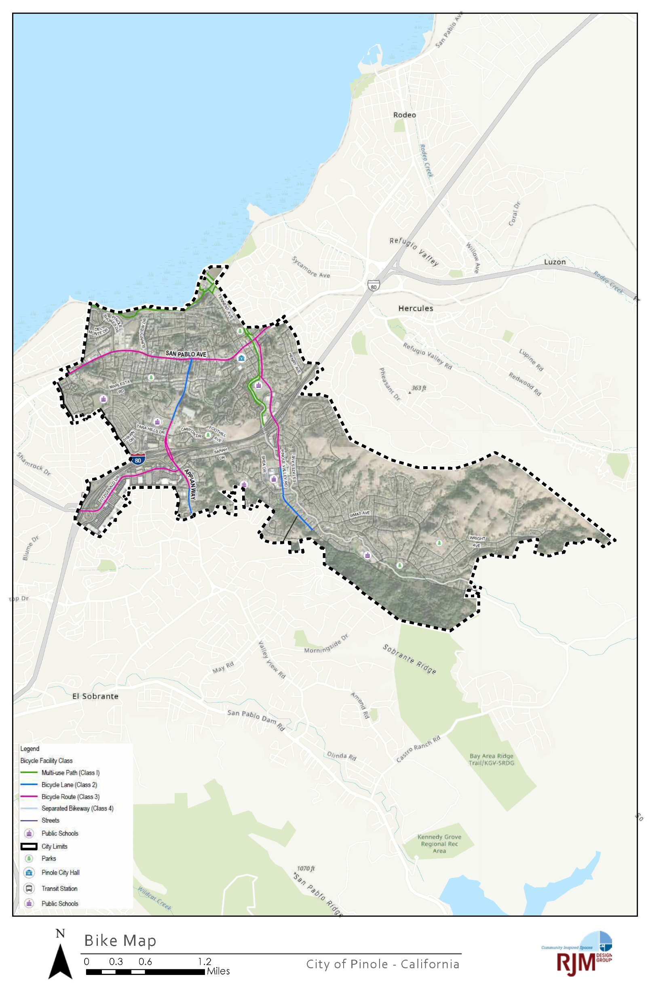 San Pablo Ave
Rodeo
Rodeo Creek
Coral Dr
Refugio Valley
Willow Ave
Luzon
Sycamore Ave
Rodeo Creek
80
Hercules
TENNENT AVE
PINOLE
SHORES DR
DEL
MONTE DR
SUNNYVIEW DR
SAN PABLO AVE
HENRY AVE
Refugio Valley Rd
Lupine Rd
Redwood Rd
Pheasant Dr
363 ft
MARLESTA
RD
TARA HILLS DR
SHAWN
DR
CANYON DR
FOOTHILL
AVE
SARAH
DR
80
Shamrock Dr
SHEA DR
PINOLE VALLEY RD
ESTATES AVE
APPIAN WAY
FITZGERALD DR
SIMAS AVE
WRIGHT
AVE
Blume Dr
top Dr
Valley View Rd
Morningside Dr
Sobrante Ridge
May Rd
El Sobrante
Amend Rd
San Pablo Dam Rd
Castro Ranch Rd
Olinda Rd
Bay Area Ridge
Trail/KGV-SRDG
Kennedy Grove
Regional Rec
Area
1070 ft
San Pablo Ridge
Wildcat Creek
Legend
Bicycle Facility Class
Multi-use Path (Class I)
Bicycle Lane (Class 2)
Bicycle Route (Class 3)
Separated Bikeway (Class 4)
Streets
Public Schools
City Limits
Parks
Pinole City Hall
Transit Station
Public Schools
N
Bike Map
0 0.3 0.6 1.2
Miles
City of Pinole - California
Community Inspired Spaces
RJM DESIGN
GROUP